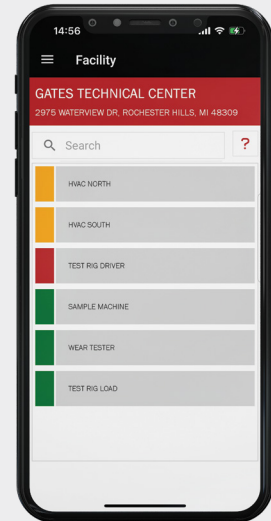 14:56
Facility
GATES TECHNICAL CENTER
2975 WATERVIEW DR, ROCHESTER HILLS, MI 48309
Search
?
HVAC NORTH
HVAC SOUTH
TEST RIG DRIVER
SAMPLE MACHINE
WEAR TESTER
TEST RIG LOAD